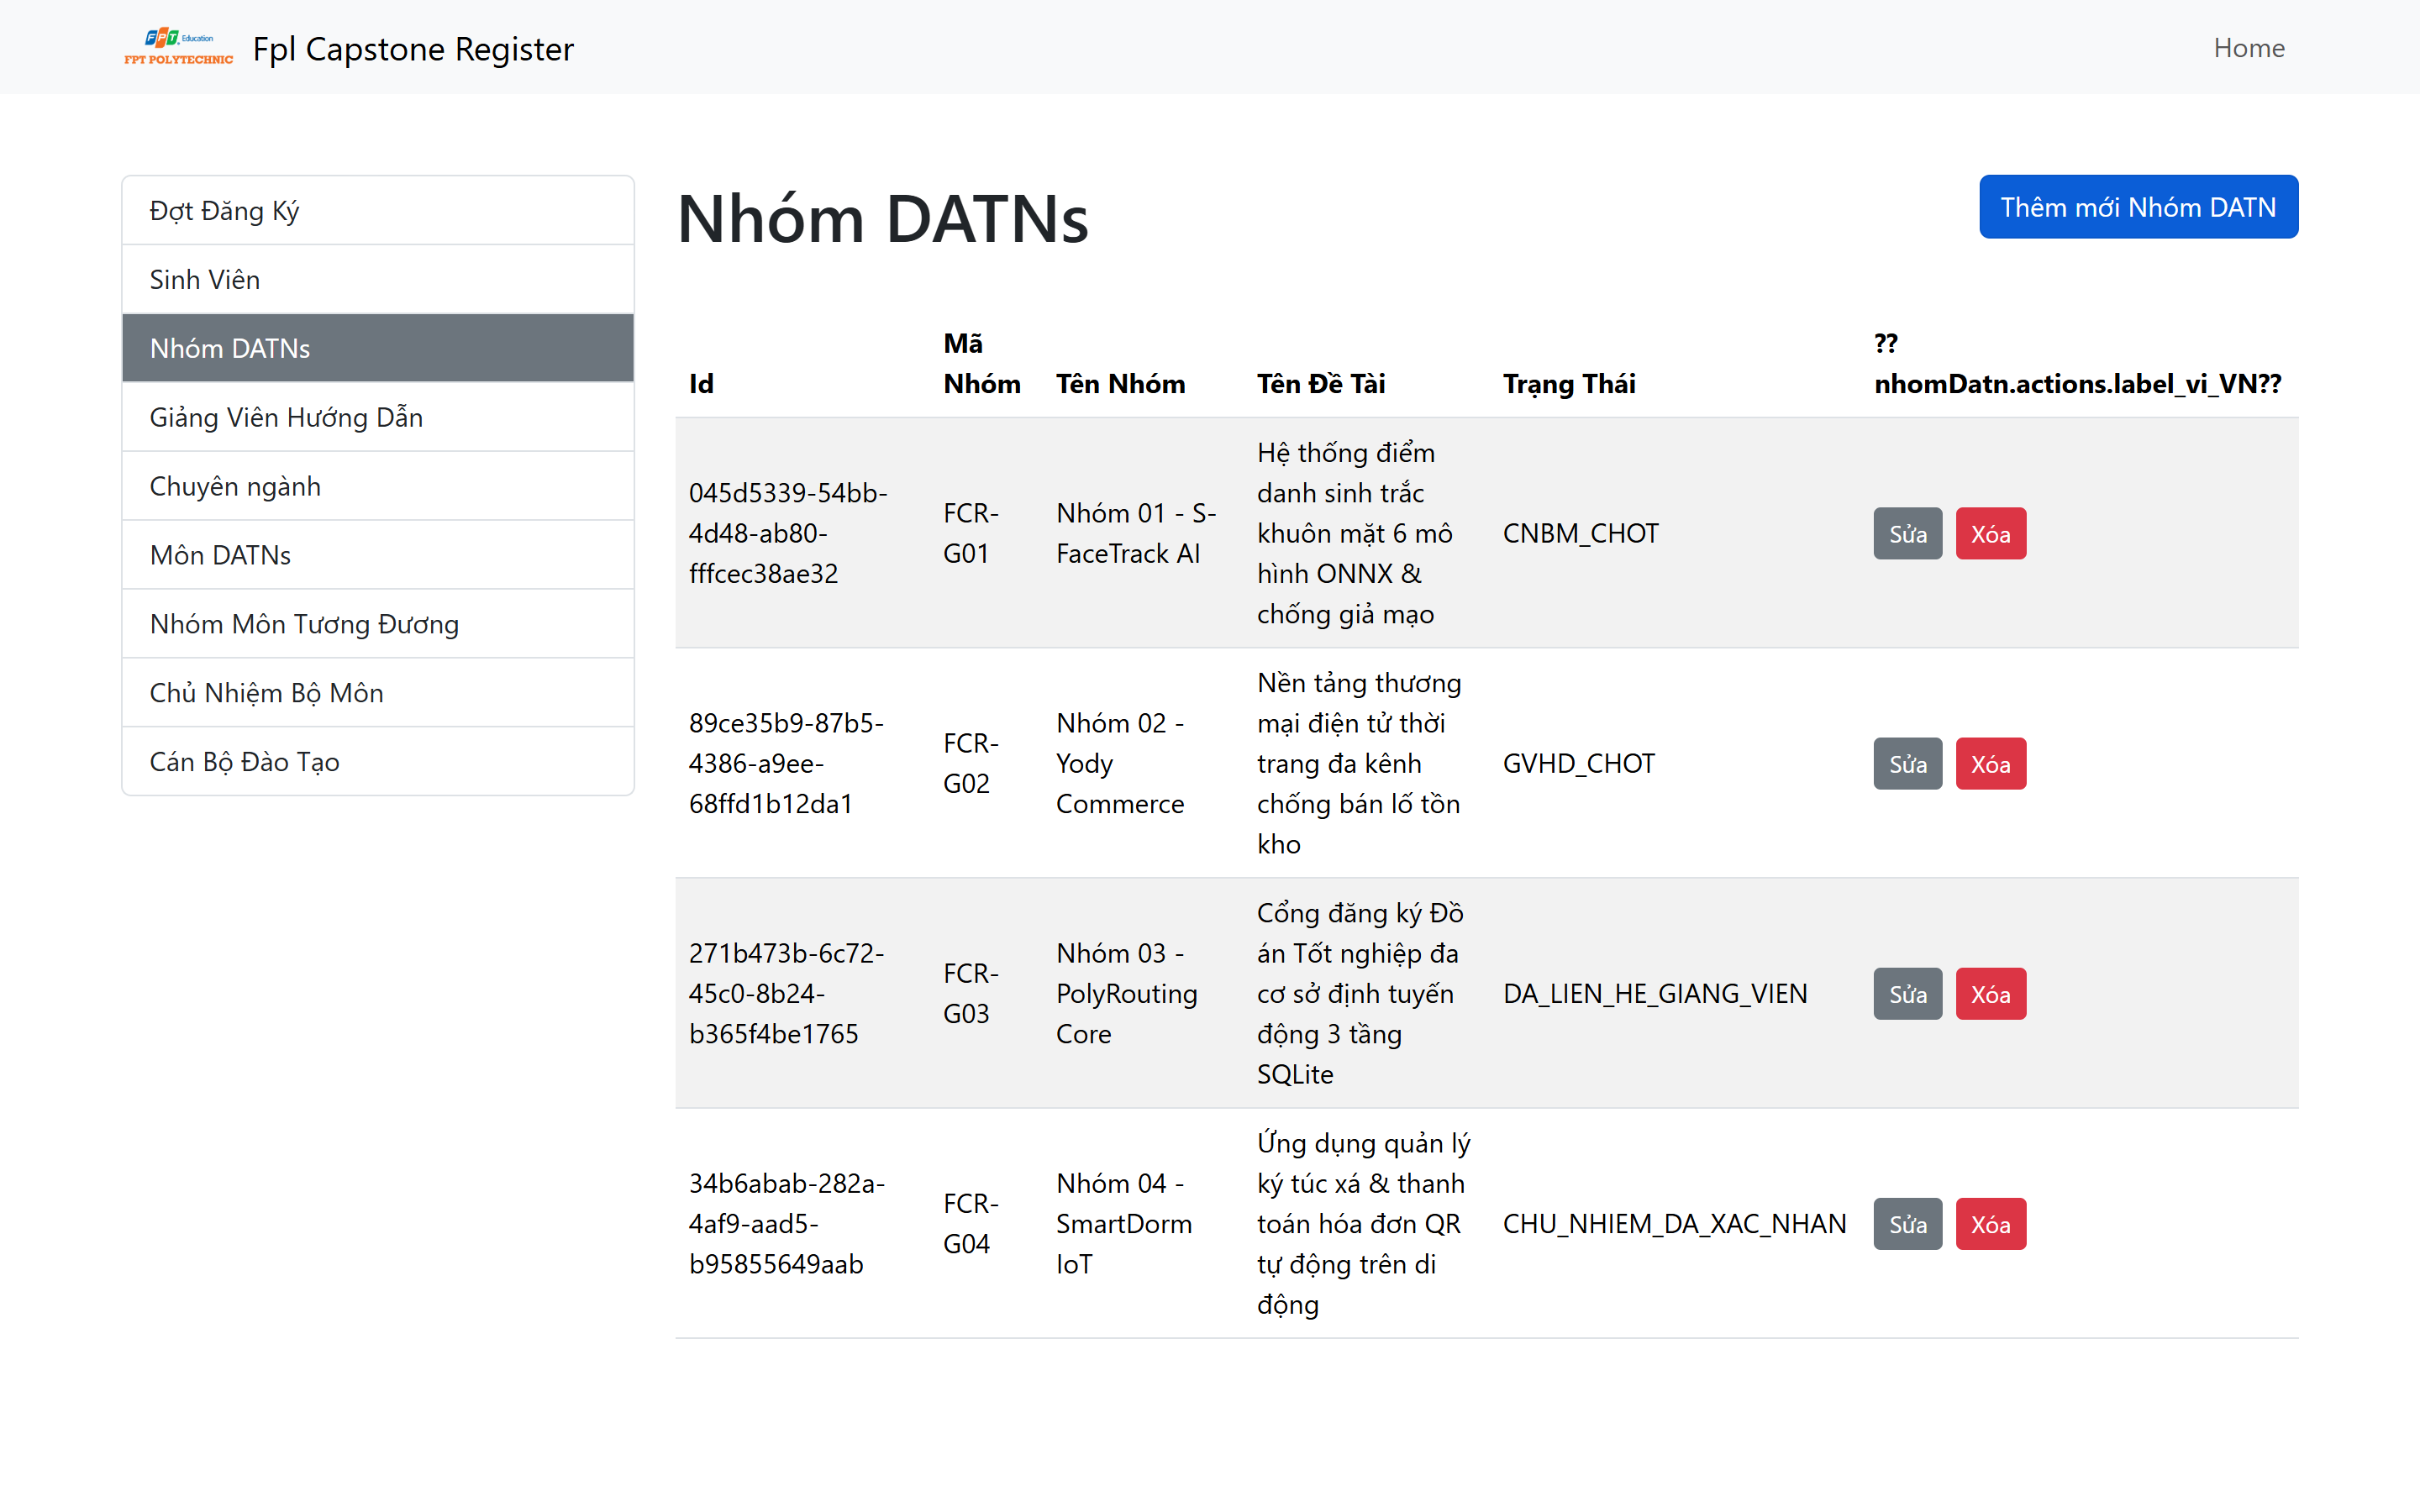 FPT Education
FPT POLYTECHNIC
Fpl Capstone Register
Home
Đợt Đăng Ký
Sinh Viên
Nhóm DATNs
Giảng Viên Hướng Dẫn
Chuyên ngành
Môn DATNs
Nhóm Môn Tương Đương
Chủ Nhiệm Bộ Môn
Cán Bộ Đào Tạo
Nhóm DATNs
Thêm mới Nhóm DATN
Id
Mã
Nhóm
Tên Nhóm
Tên Đề Tài
Trạng Thái
??
nhomDatn.actions.label_vi_VN??
045d5339-54bb-
4d48-ab80-
fffcec38ae32
FCR-
G01
Nhóm 01 - S-
FaceTrack AI
Hệ thống điểm
danh sinh trắc
khuôn mặt 6 mô
hình ONNX &
chống giả mạo
CNBM_CHOT
Sửa
Xóa
89ce35b9-87b5-
4386-a9ee-
68ffd1b12da1
FCR-
G02
Nhóm 02 -
Yody
Commerce
Nền tảng thương
mại điện tử thời
trang đa kênh
chống bán lố tồn
kho
GVHD_CHOT
Sửa
Xóa
271b473b-6c72-
45c0-8b24-
b365f4be1765
FCR-
G03
Nhóm 03 -
PolyRouting
Core
Cổng đăng ký Đồ
án Tốt nghiệp đa
cơ sở định tuyến
động 3 tầng
SQLite
DA_LIEN_HE_GIANG_VIEN
Sửa
Xóa
34b6abab-282a-
4af9-aad5-
b95855649aab
FCR-
G04
Nhóm 04 -
SmartDorm
IoT
Ứng dụng quản lý
ký túc xá & thanh
toán hóa đơn QR
tự động trên di
động
CHU_NHIEM_DA_XAC_NHAN
Sửa
Xóa